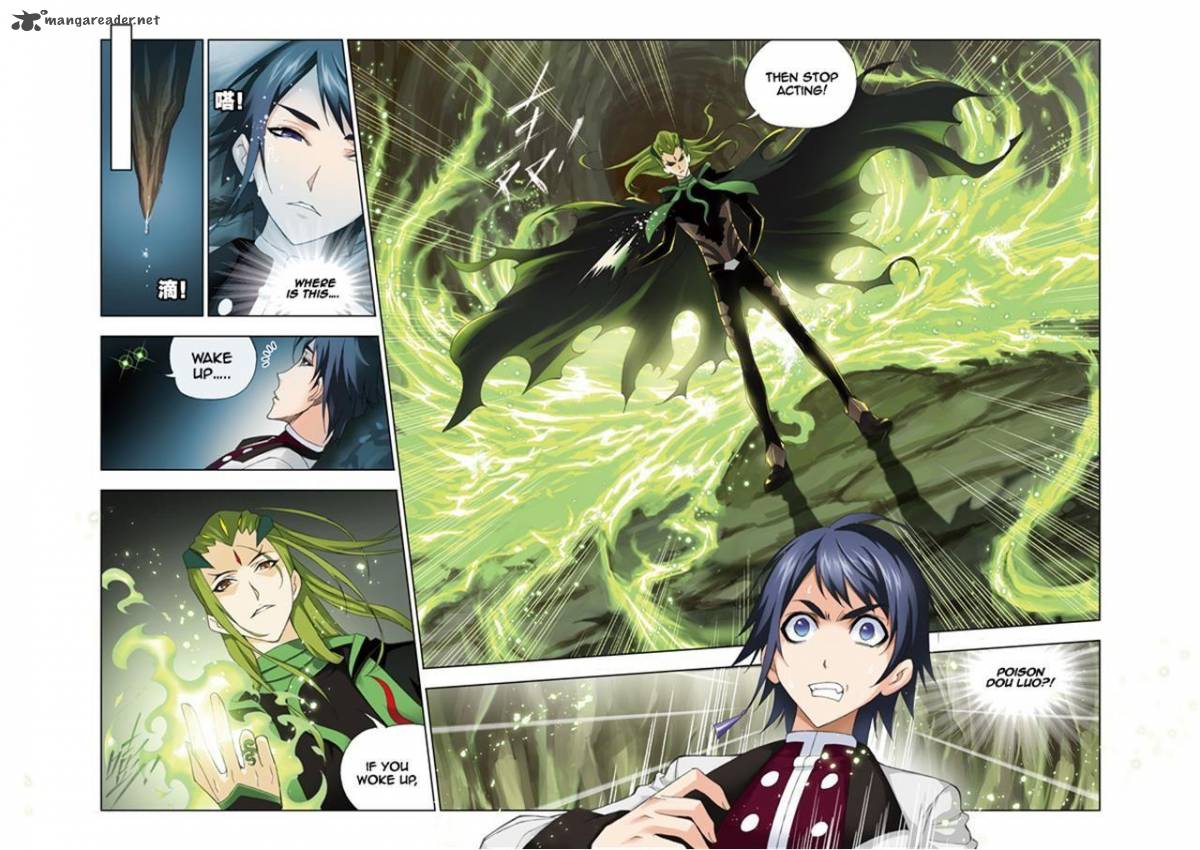 mangareader.net
滴!
嗒!
WHERE
IS THIS....
WAKE
UP.....
IF YOU
WOKE UP,
THEN STOP
ACTING!
POISON
DOU LUO?!